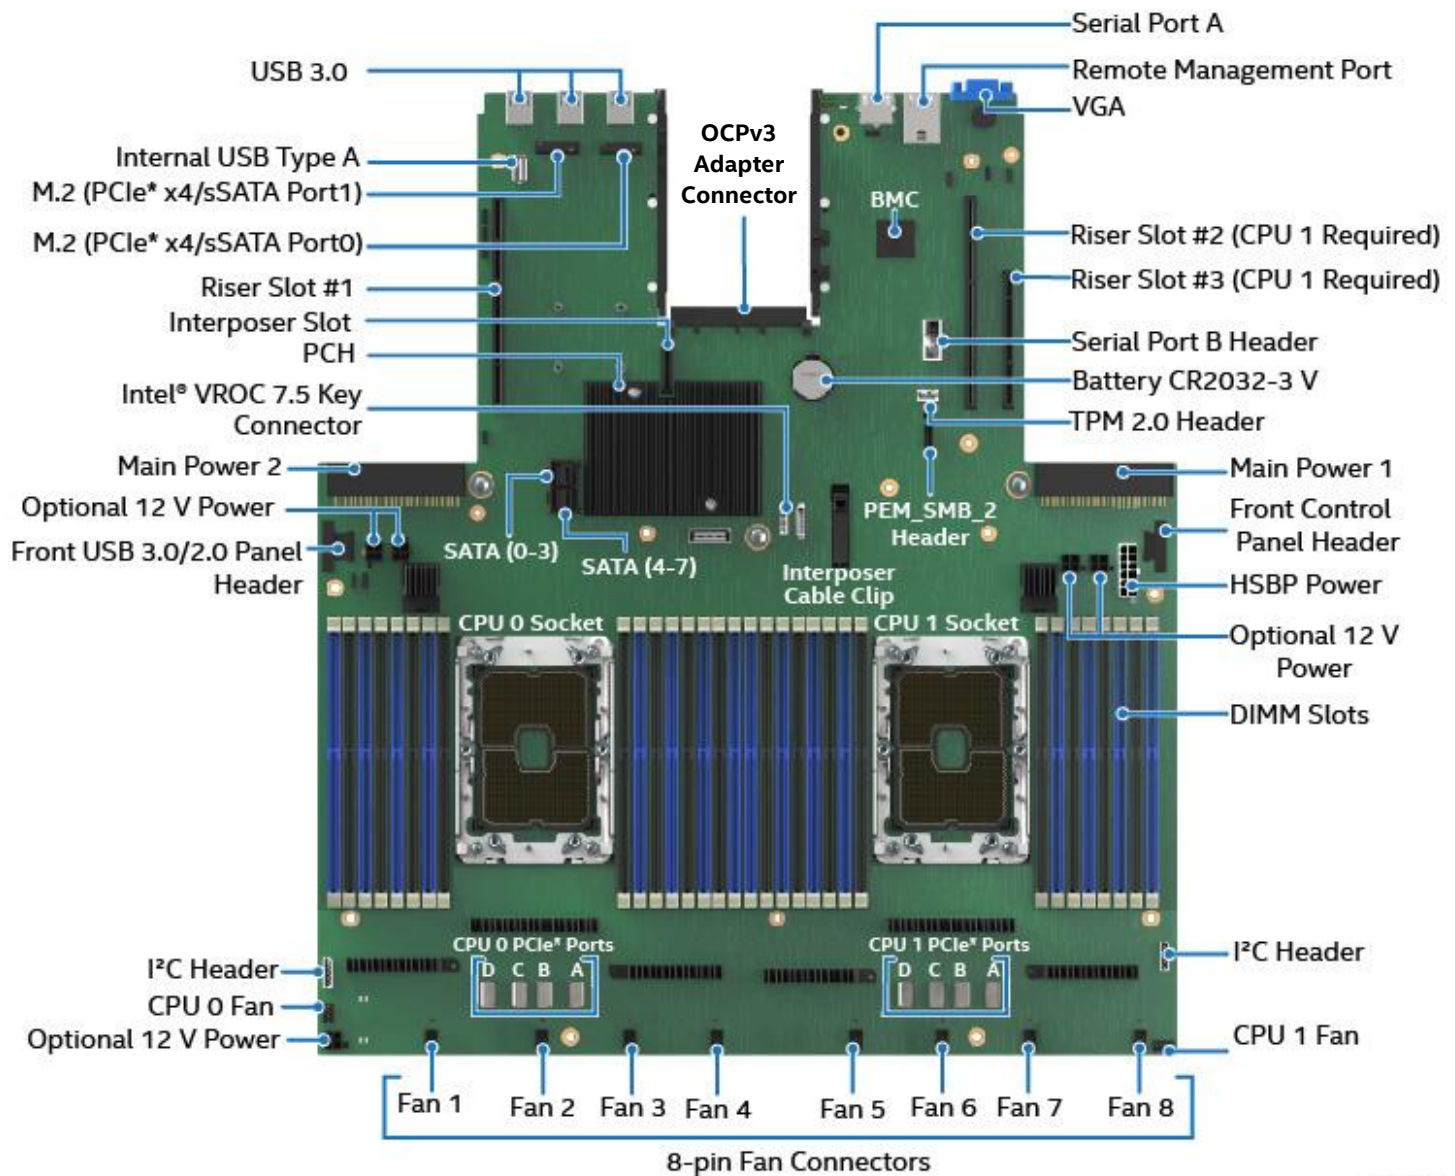 Serial Port A
USB 3.0
Remote Management Port
VGA
OCPv3
Adapter
Connector
Internal USB Type A
M.2 (PCIe* x4/sSATA Port1)
BMC
M.2 (PCIe* x4/sSATA Port0)
Riser Slot #2 (CPU 1 Required)
Riser Slot #1
Riser Slot #3 (CPU 1 Required)
Interposer Slot
PCH
Serial Port B Header
Intel® VROC 7.5 Key
Connector
Battery CR2032-3 V
TPM 2.0 Header
Main Power 2
Main Power 1
Optional 12 V Power
PEM_SMB_2
Header
Front Control
Panel Header
Front USB 3.0/2.0 Panel
Header
SATA (0-3)
SATA (4-7)
Interposer
Cable Clip
HSBP Power
CPU 0 Socket
CPU 1 Socket
Optional 12 V
Power
DIMM Slots
CPU 0 PCIe* Ports
D C B A
CPU 1 PCIe* Ports
D C B A
I²C Header
I²C Header
CPU 0 Fan
Optional 12 V Power
CPU 1 Fan
Fan 1
Fan 2
Fan 3
Fan 4
Fan 5
Fan 6
Fan 7
Fan 8
8-pin Fan Connectors